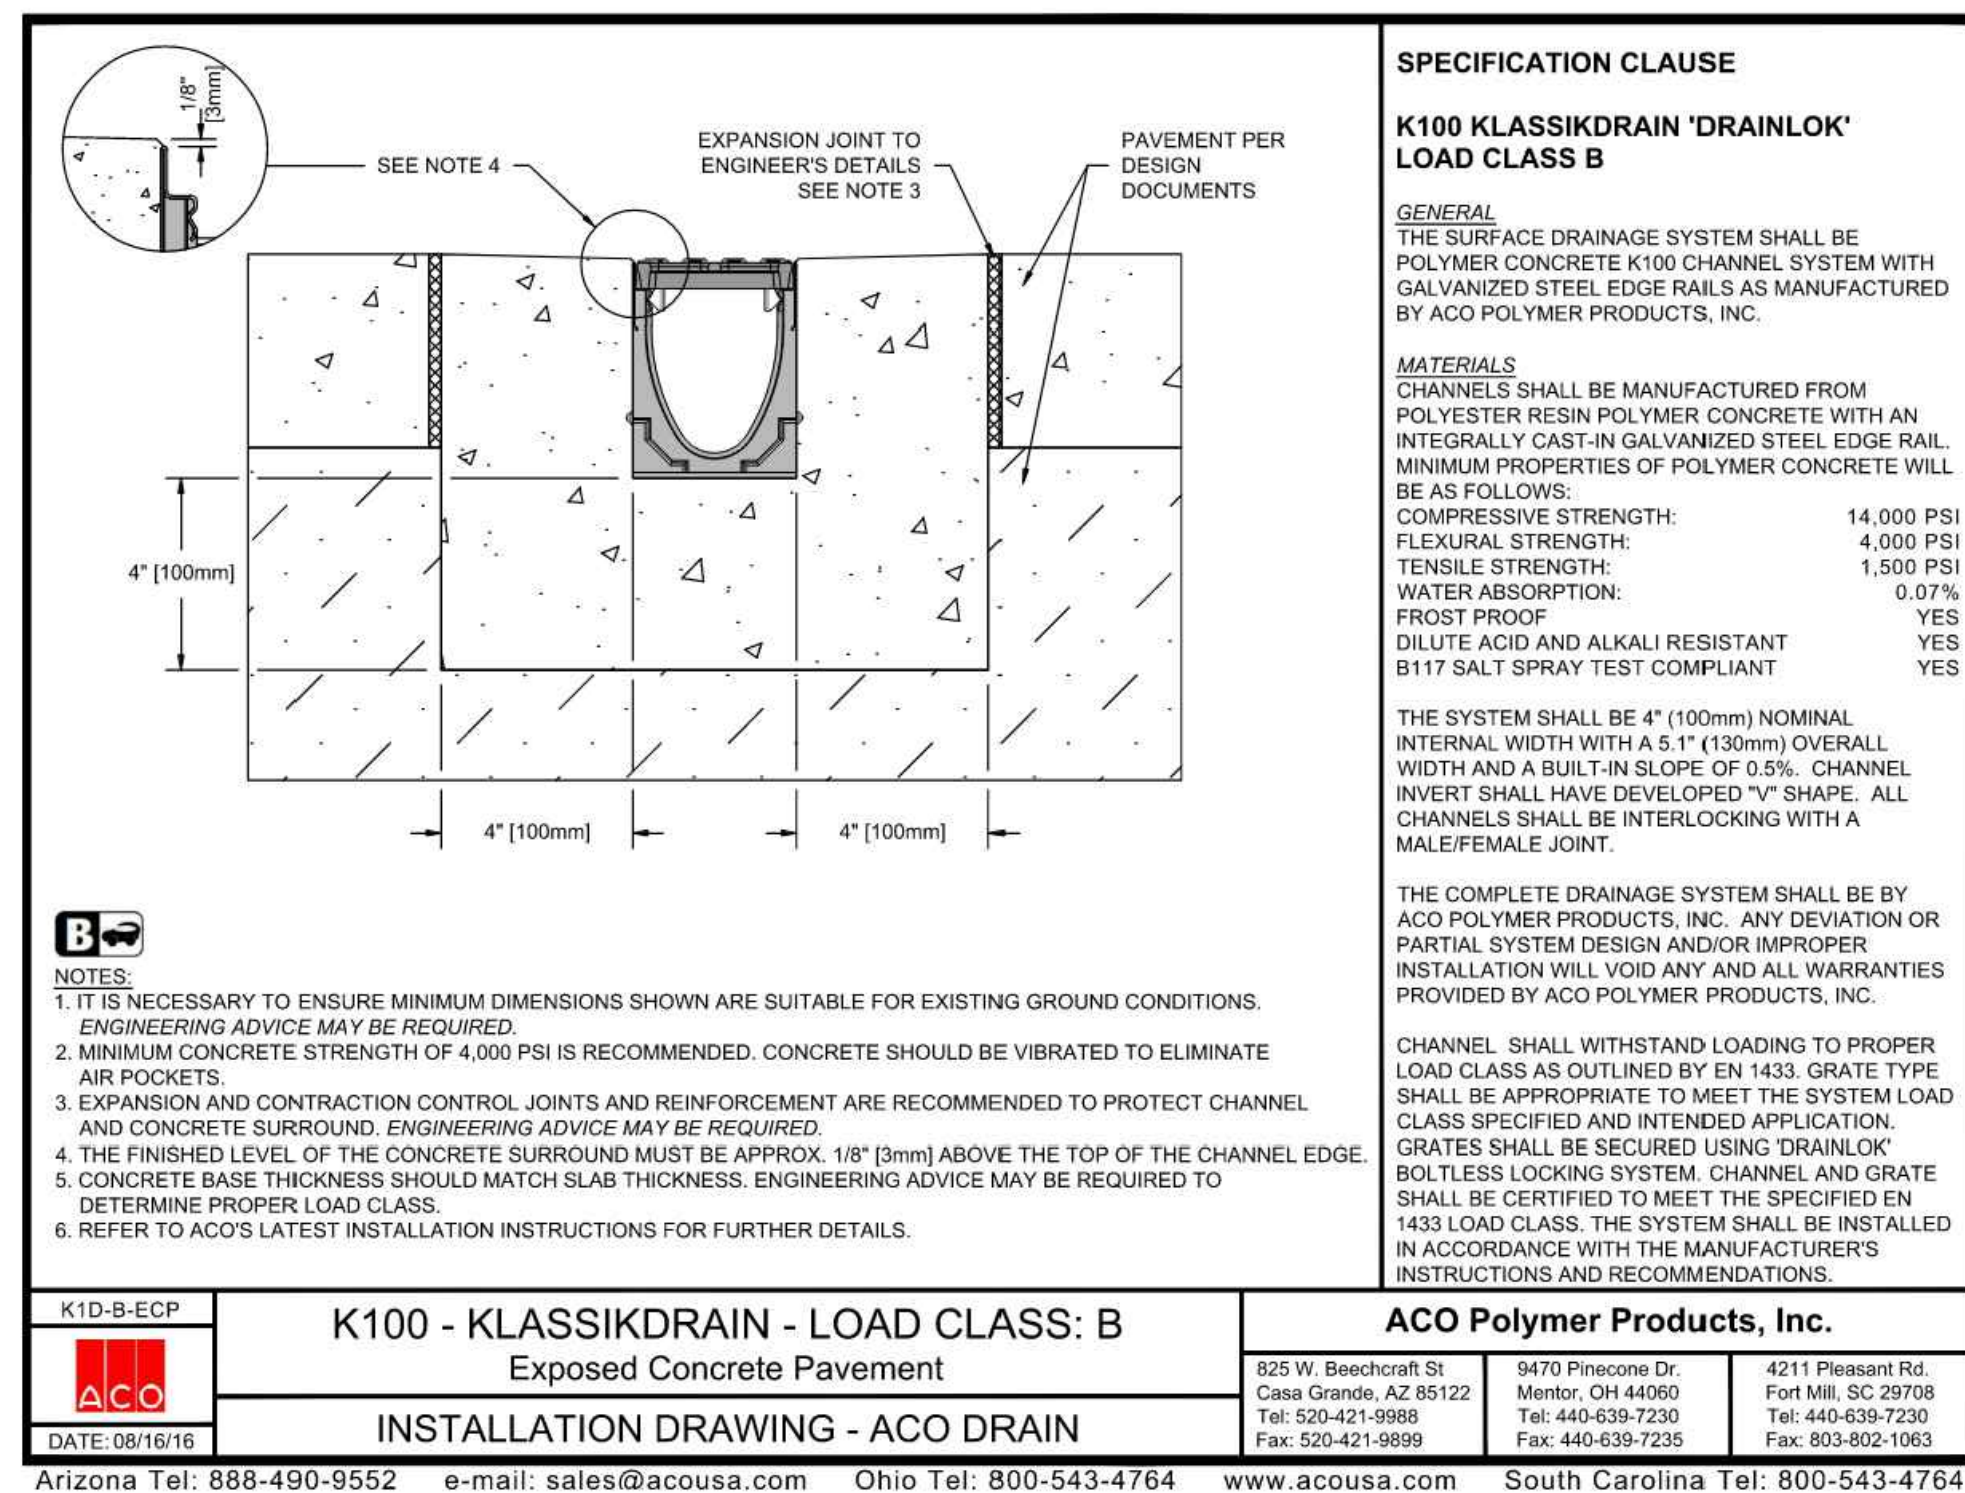 1/8"
[3mm]
SEE NOTE 4
EXPANSION JOINT TO
ENGINEER'S DETAILS
SEE NOTE 3
PAVEMENT PER
DESIGN
DOCUMENTS
4" [100mm]
4" [100mm]
4" [100mm]
B
NOTES:
1. IT IS NECESSARY TO ENSURE MINIMUM DIMENSIONS SHOWN ARE SUITABLE FOR EXISTING GROUND CONDITIONS.
ENGINEERING ADVICE MAY BE REQUIRED.
2. MINIMUM CONCRETE STRENGTH OF 4,000 PSI IS RECOMMENDED. CONCRETE SHOULD BE VIBRATED TO ELIMINATE
AIR POCKETS.
3. EXPANSION AND CONTRACTION CONTROL JOINTS AND REINFORCEMENT ARE RECOMMENDED TO PROTECT CHANNEL
AND CONCRETE SURROUND. ENGINEERING ADVICE MAY BE REQUIRED.
4. THE FINISHED LEVEL OF THE CONCRETE SURROUND MUST BE APPROX. 1/8" [3mm] ABOVE THE TOP OF THE CHANNEL EDGE.
5. CONCRETE BASE THICKNESS SHOULD MATCH SLAB THICKNESS. ENGINEERING ADVICE MAY BE REQUIRED TO
DETERMINE PROPER LOAD CLASS.
6. REFER TO ACO'S LATEST INSTALLATION INSTRUCTIONS FOR FURTHER DETAILS.
SPECIFICATION CLAUSE
K100 KLASSIKDRAIN 'DRAINLOK'
LOAD CLASS B
GENERAL
THE SURFACE DRAINAGE SYSTEM SHALL BE
POLYMER CONCRETE K100 CHANNEL SYSTEM WITH
GALVANIZED STEEL EDGE RAILS AS MANUFACTURED
BY ACO POLYMER PRODUCTS, INC.
MATERIALS
CHANNELS SHALL BE MANUFACTURED FROM
POLYESTER RESIN POLYMER CONCRETE WITH AN
INTEGRALLY CAST-IN GALVANIZED STEEL EDGE RAIL.
MINIMUM PROPERTIES OF POLYMER CONCRETE WILL
BE AS FOLLOWS:
COMPRESSIVE STRENGTH: 14,000 PSI
FLEXURAL STRENGTH: 4,000 PSI
TENSILE STRENGTH: 1,500 PSI
WATER ABSORPTION: 0.07%
FROST PROOF YES
DILUTE ACID AND ALKALI RESISTANT YES
B117 SALT SPRAY TEST COMPLIANT YES
THE SYSTEM SHALL BE 4" (100mm) NOMINAL
INTERNAL WIDTH WITH A 5.1" (130mm) OVERALL
WIDTH AND A BUILT-IN SLOPE OF 0.5%. CHANNEL
INVERT SHALL HAVE DEVELOPED "V" SHAPE. ALL
CHANNELS SHALL BE INTERLOCKING WITH A
MALE/FEMALE JOINT.
THE COMPLETE DRAINAGE SYSTEM SHALL BE BY
ACO POLYMER PRODUCTS, INC. ANY DEVIATION OR
PARTIAL SYSTEM DESIGN AND/OR IMPROPER
INSTALLATION WILL VOID ANY AND ALL WARRANTIES
PROVIDED BY ACO POLYMER PRODUCTS, INC.
CHANNEL SHALL WITHSTAND LOADING TO PROPER
LOAD CLASS AS OUTLINED BY EN 1433. GRATE TYPE
SHALL BE APPROPRIATE TO MEET THE SYSTEM LOAD
CLASS SPECIFIED AND INTENDED APPLICATION.
GRATES SHALL BE SECURED USING 'DRAINLOK'
BOLTLESS LOCKING SYSTEM. CHANNEL AND GRATE
SHALL BE CERTIFIED TO MEET THE SPECIFIED EN
1433 LOAD CLASS. THE SYSTEM SHALL BE INSTALLED
IN ACCORDANCE WITH THE MANUFACTURER'S
INSTRUCTIONS AND RECOMMENDATIONS.
K1D-B-ECP
ACO
DATE: 08/16/16
K100 - KLASSIKDRAIN - LOAD CLASS: B
Exposed Concrete Pavement
INSTALLATION DRAWING - ACO DRAIN
ACO Polymer Products, Inc.
825 W. Beechcraft St
Casa Grande, AZ 85122
Tel: 520-421-9988
Fax: 520-421-9899
9470 Pinecone Dr.
Mentor, OH 44060
Tel: 440-639-7230
Fax: 440-639-7235
4211 Pleasant Rd.
Fort Mill, SC 29708
Tel: 440-639-7230
Fax: 803-802-1063
Arizona Tel: 888-490-9552 e-mail: sales@acousa.com Ohio Tel: 800-543-4764 www.acousa.com South Carolina Tel: 800-543-4764